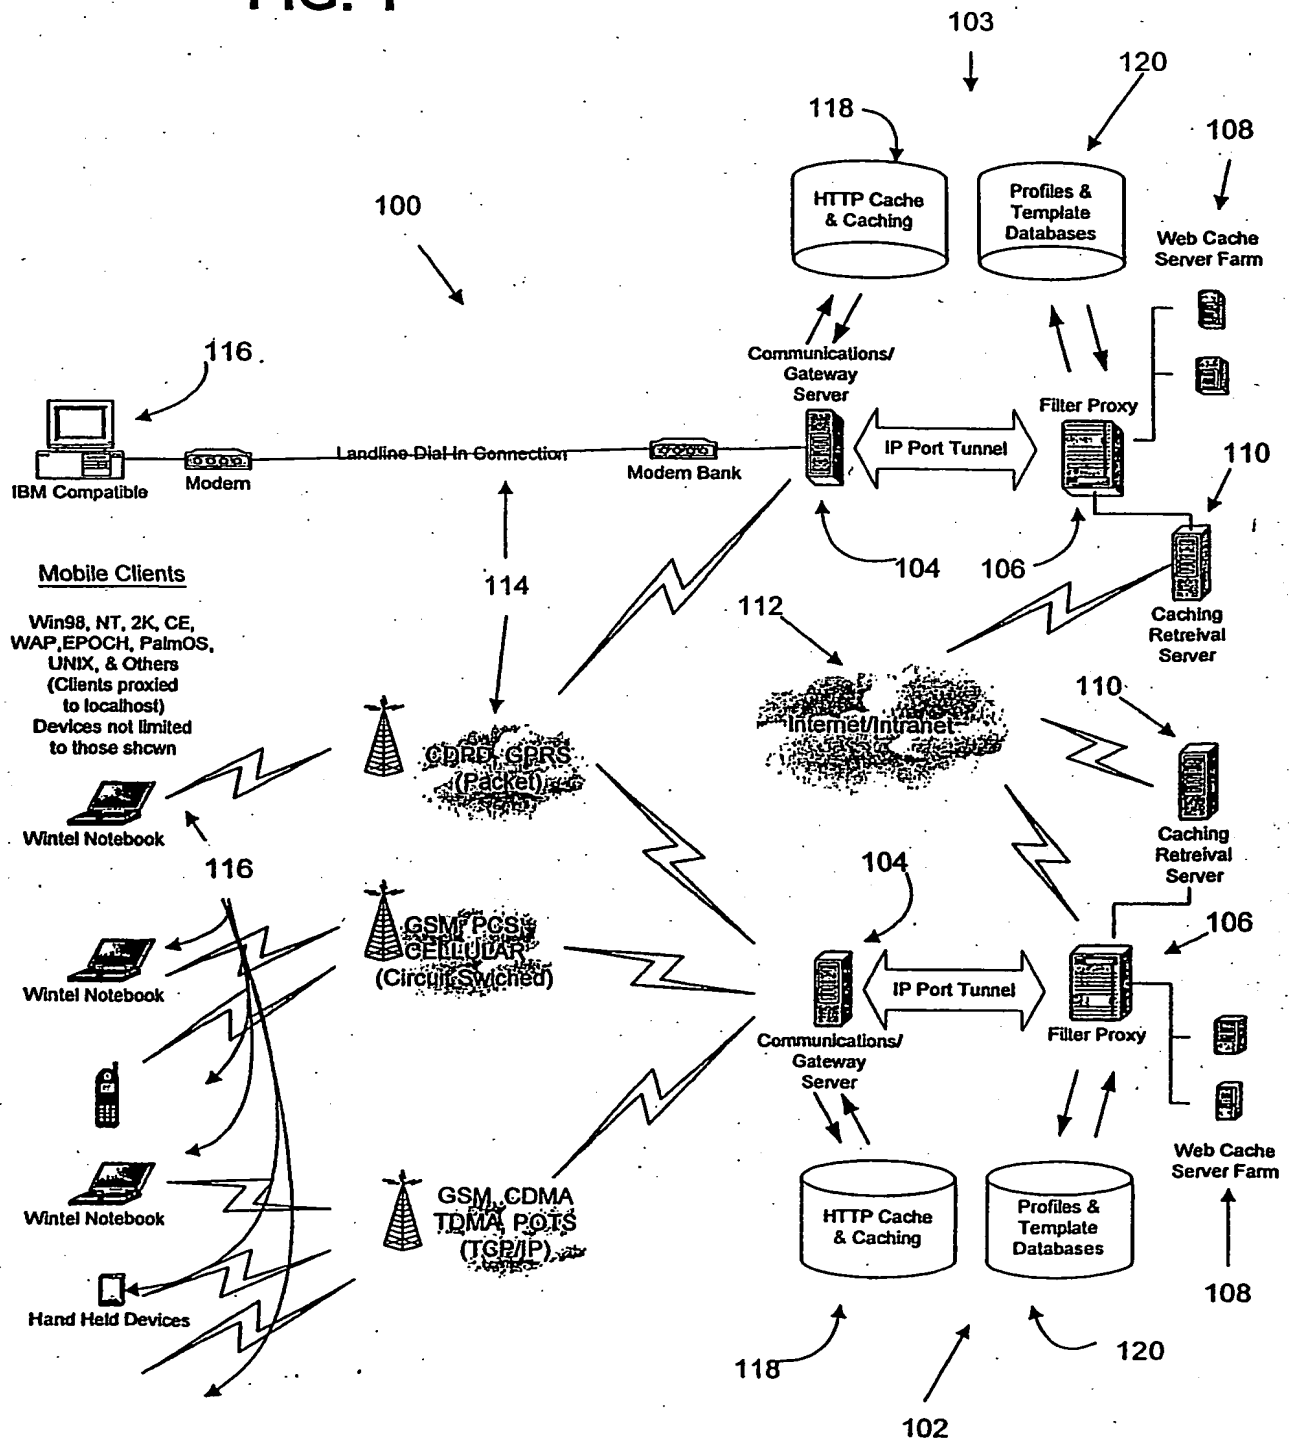 FIG. 1
103
120
118
108
100
HTTP Cache
& Caching
Profiles &
Template
Databases
Web Cache
Server Farm
116
Communications/
Gateway
Server
Filter Proxy
IBM Compatible
Modem
Landline Dial In Connection
Modem Bank
IP Port Tunnel
110
104
106
114
112
Mobile Clients
Win98, NT, 2K, CE,
WAP,EPOCH, PalmOS,
UNIX, & Others
(Clients proxied
to localhost)
Devices not limited
to those shown
Caching
Retreival
Server
110
Internet/Intranet
CDPD, GPRS
(Packet)
Wintel Notebook
Caching
Retreival
Server
116
104
GSM, PCS,
CELLULAR
(Circuit Swiched)
106
Wintel Notebook
IP Port Tunnel
Communications/
Gateway
Server
Filter Proxy
Web Cache
Server Farm
Wintel Notebook
GSM, CDMA
TDMA, POTS
(TCP/IP)
HTTP Cache
& Caching
Profiles &
Template
Databases
Hand Held Devices
108
118
120
102